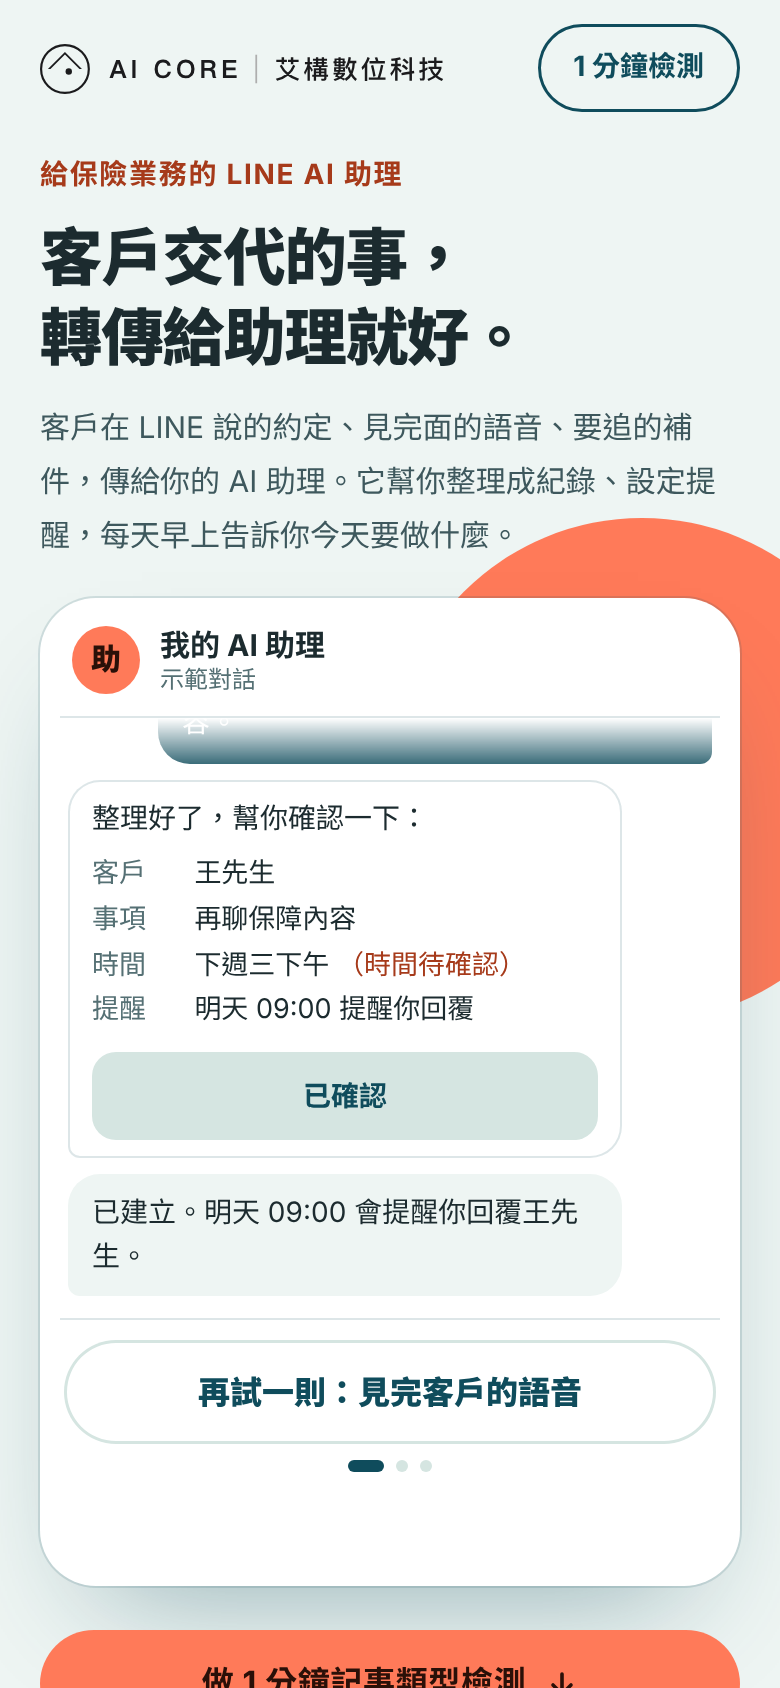 AI CORE | 艾構數位科技
1 分鐘檢測
給保險業務的 LINE AI 助理
客戶交代的事，
轉傳給助理就好。
客戶在 LINE 說的約定、見完面的語音、要追的補
件，傳給你的 AI 助理。它幫你整理成紀錄、設定提
醒，每天早上告訴你今天要做什麼。
助
我的 AI 助理
示範對話
容。
整理好了，幫你確認一下：
客戶 王先生
事項 再聊保障內容
時間 下週三下午 （時間待確認）
提醒 明天 09:00 提醒你回覆
已確認
已建立。明天 09:00 會提醒你回覆王先
生。
再試一則：見完客戶的語音
做 1 分鐘記事類型檢測 ↓